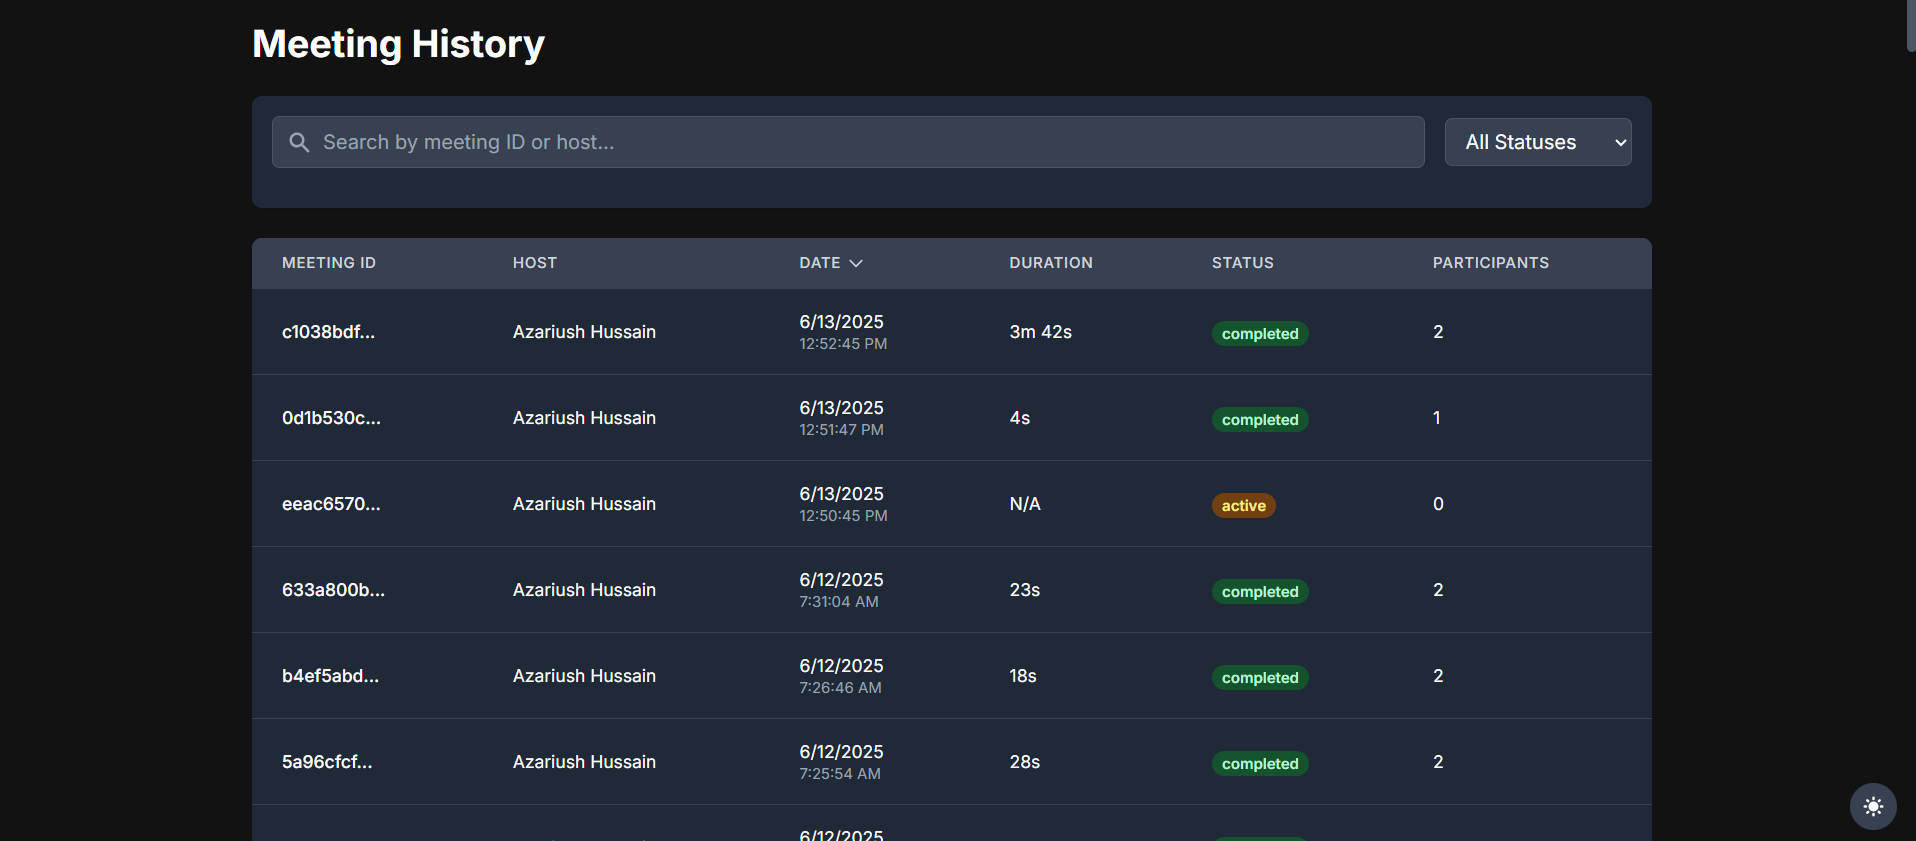 Meeting History
Search by meeting ID or host...
All Statuses
MEETING ID HOST DATE DURATION STATUS PARTICIPANTS
c1038bdf... Azariush Hussain 6/13/2025 3m 42s completed 2
12:52:45 PM
0d1b530c... Azariush Hussain 6/13/2025 4s completed 1
12:51:47 PM
eeac6570... Azariush Hussain 6/13/2025 N/A active 0
12:50:45 PM
633a800b... Azariush Hussain 6/12/2025 23s completed 2
7:31:04 AM
b4ef5abd... Azariush Hussain 6/12/2025 18s completed 2
7:26:46 AM
5a96cfcf... Azariush Hussain 6/12/2025 28s completed 2
7:25:54 AM
6/12/2025